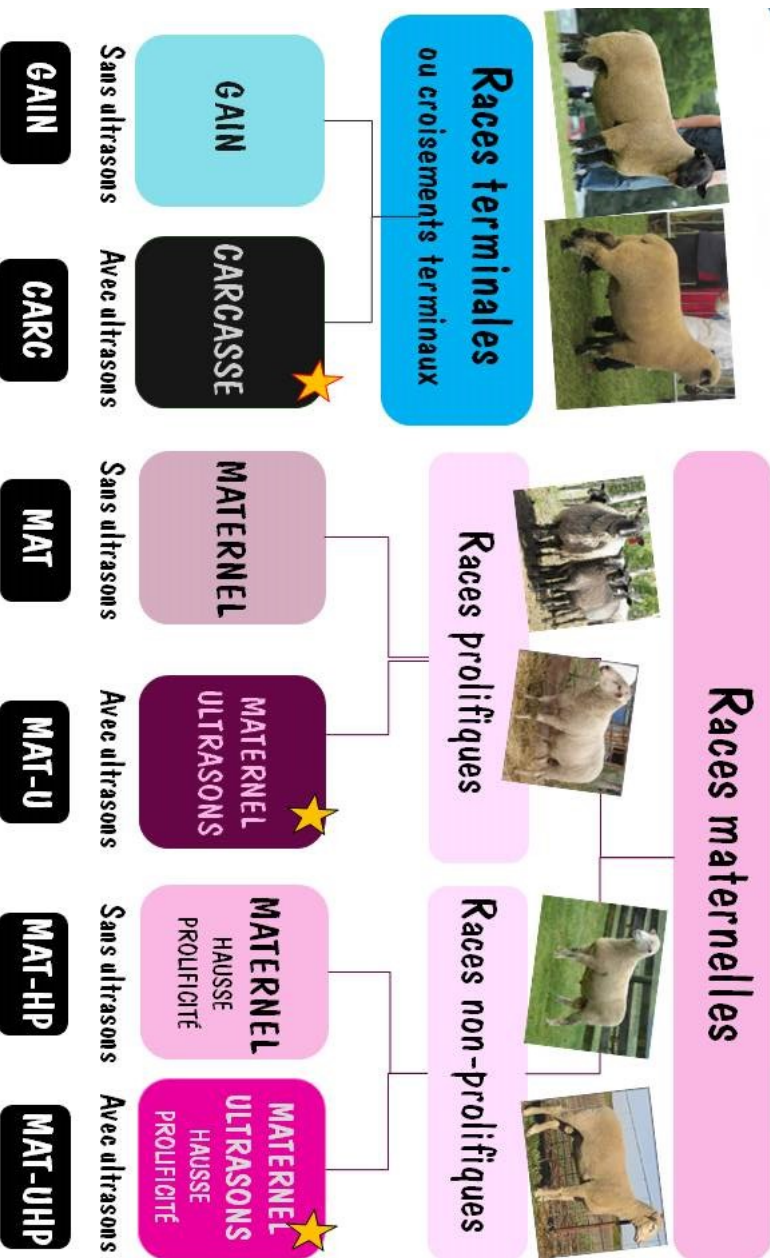 Races terminales
ou croisements terminaux
GAIN
Sans ultrasons
GAIN
CARCASSE
Avec ultrasons
CARC
Races maternelles
Races prolifiques
MATERNEL
Sans ultrasons
MAT
MATERNEL
ULTRASONS
Avec ultrasons
MAT-U
Races non-prolifiques
MATERNEL
HAUSSE
PROLIFICITÉ
Sans ultrasons
MAT-HP
MATERNEL
ULTRASONS
HAUSSE
PROLIFICITÉ
Avec ultrasons
MAT-UHP